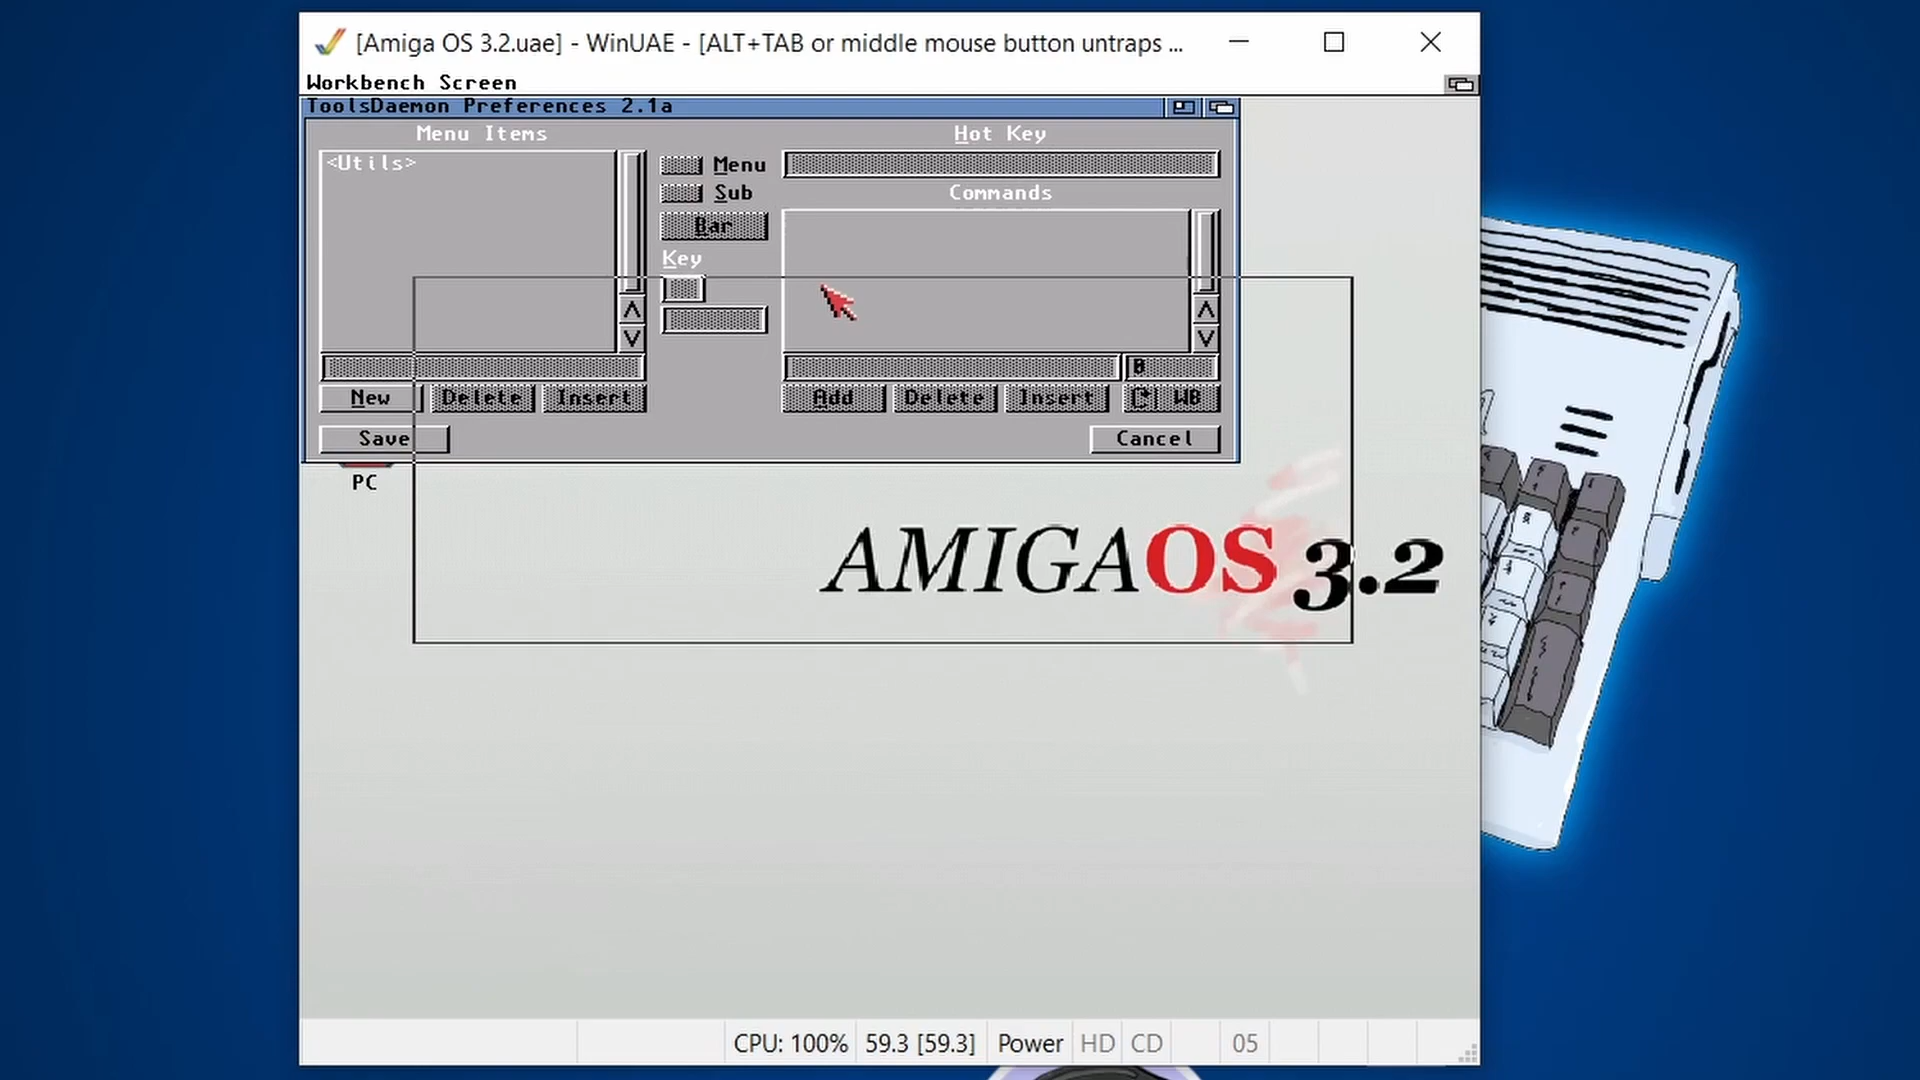 [Amiga OS 3.2.uae] - WinUAE - [ALT+TAB or middle mouse button untraps ...
Workbench Screen
ToolsDaemon Preferences 2.1a
Menu Items
Hot Key
<Utils>
Menu
Sub
Commands
Bar
Key
0
New
Delete
Insert
Add
Delete
Insert
WB
Save
Cancel
PC
AMIGAOS 3.2
CPU: 100%
59.3 [59.3]
Power
HD
CD
05